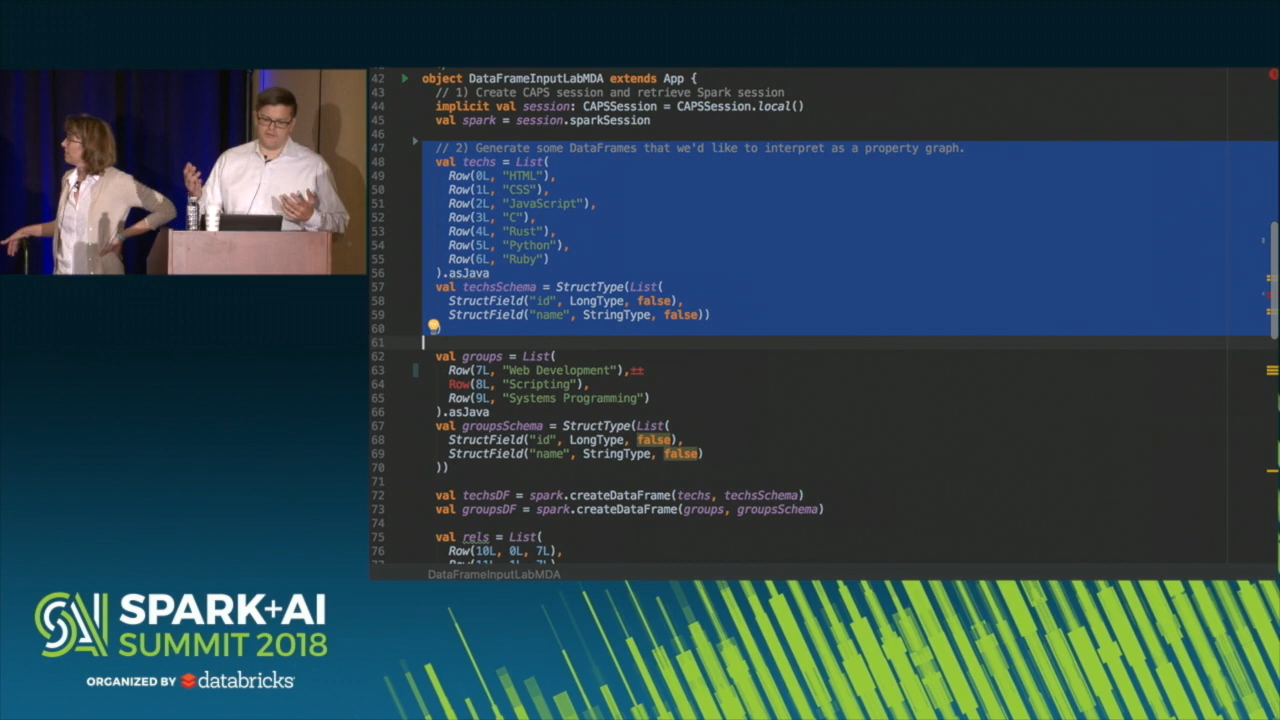 42 object DataFrameInputLabMDA extends App {
43 // 1) Create CAPS session and retrieve Spark session
44 implicit val session: CAPSSession = CAPSSession.local()
45 val spark = session.sparkSession
46
47 // 2) Generate some DataFrames that we'd like to interpret as a property graph.
48 val techs = List(
49 Row(0L, "HTML"),
50 Row(1L, "CSS"),
51 Row(2L, "JavaScript"),
52 Row(3L, "C"),
53 Row(4L, "Rust"),
54 Row(5L, "Python"),
55 Row(6L, "Ruby")
56 ).asJava
57 val techsSchema = StructType(List(
58 StructField("id", LongType, false),
59 StructField("name", StringType, false))
60 )
61
62 val groups = List(
63 Row(7L, "Web Development"),±±
64 Row(8L, "Scripting"),
65 Row(9L, "Systems Programming")
66 ).asJava
67 val groupsSchema = StructType(List(
68 StructField("id", LongType, false),
69 StructField("name", StringType, false)
70 ))
71
72 val techsDF = spark.createDataFrame(techs, techsSchema)
73 val groupsDF = spark.createDataFrame(groups, groupsSchema)
74
75 val rels = List(
76 Row(10L, 0L, 7L),
DataFrameInputLabMDA
SAI SPARK+AI
SUMMIT 2018
ORGANIZED BY databricks